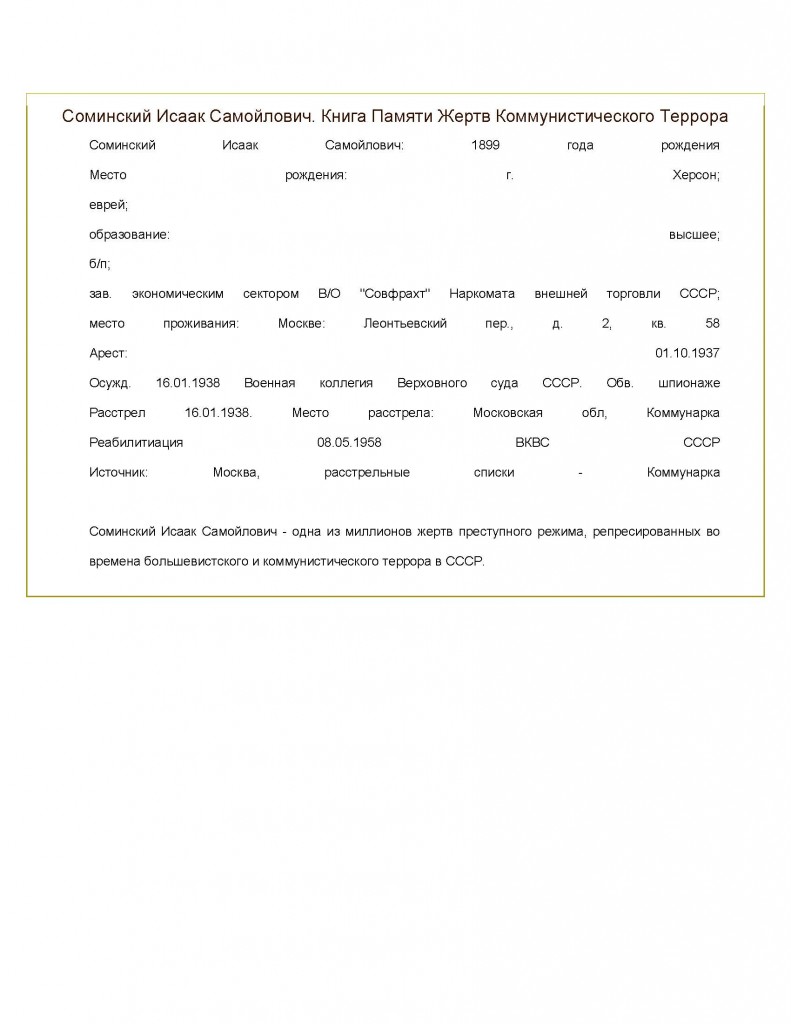 Соминский Исаак Самойлович. Книга Памяти Жертв Коммунистического Террора
Соминский Исаак Самойлович: 1899 года рождения
Место рождения: г. Херсон;
еврей;
образование: высшее;
б/п;
зав. экономическим сектором В/О "Совфрахт" Наркомата внешней торговли СССР;
место проживания: Москве: Леонтьевский пер., д. 2, кв. 58
Арест: 01.10.1937
Осужд. 16.01.1938 Военная коллегия Верховного суда СССР. Обв. шпионаже
Расстрел 16.01.1938. Место расстрела: Московская обл, Коммунарка
Реабилитиация 08.05.1958 ВКВС СССР
Источник: Москва, расстрельные списки - Коммунарка
Соминский Исаак Самойлович - одна из миллионов жертв преступного режима, репресированных во
времена большевистского и коммунистического террора в СССР.